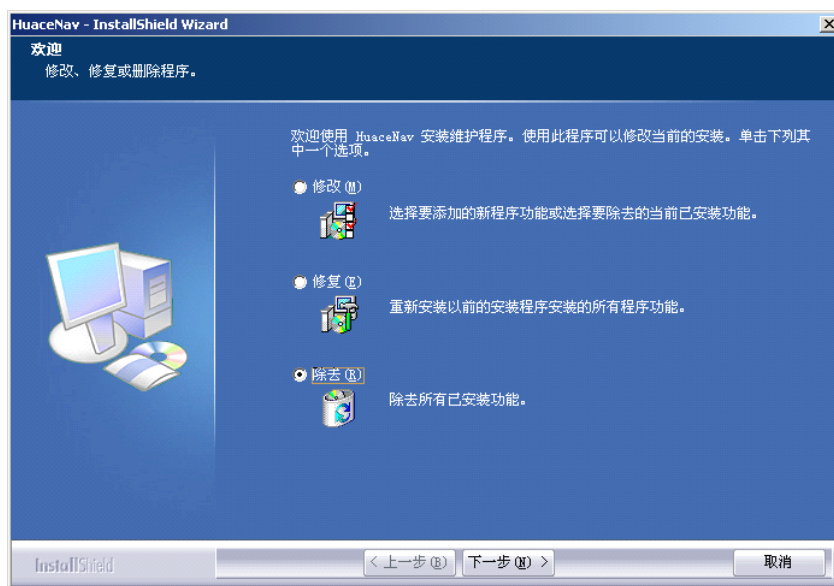 HuaceNav - InstallShield Wizard
欢迎
修改、修复或删除程序。
欢迎使用 HuaceNav 安装维护程序。使用此程序可以修改当前的安装。单击下列其
中一个选项。
修改(M)
选择要添加的新程序功能或选择要除去的当前已安装功能。
修复(E)
重新安装以前的安装程序安装的所有程序功能。
除去(R)
除去所有已安装功能。
InstallShield
< 上一步(B) 下一步(N) > 取消